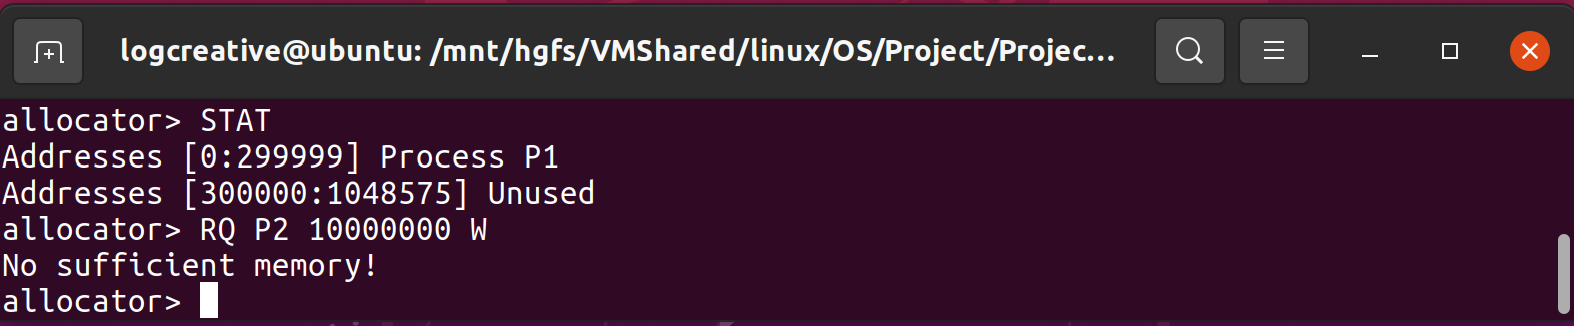 logcreative@ubuntu: /mnt/hgfs/VMShared/linux/OS/Project/Projec...
allocator> STAT
Addresses [0:299999] Process P1
Addresses [300000:1048575] Unused
allocator> RQ P2 10000000 W
No sufficient memory!
allocator>